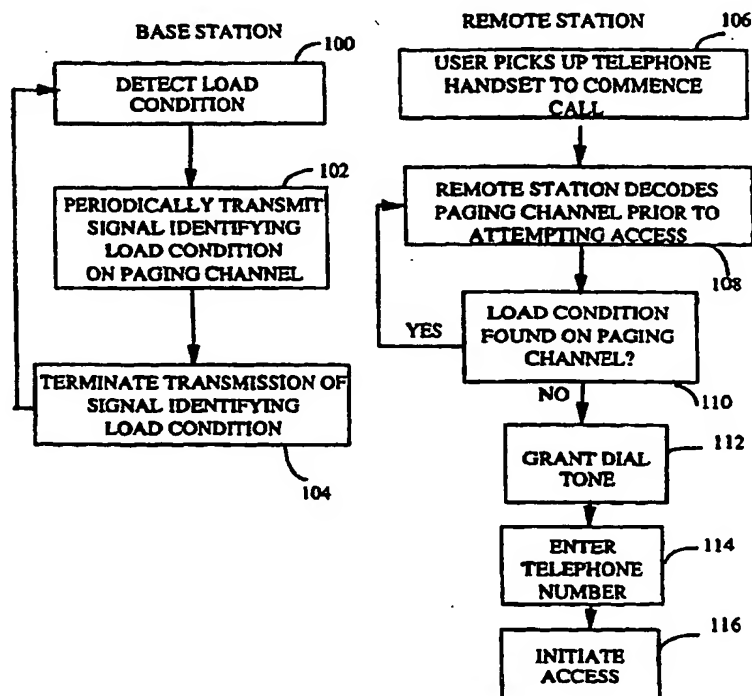 BASE STATION
100
DETECT LOAD
CONDITION
102
PERIODICALLY TRANSMIT
SIGNAL IDENTIFYING
LOAD CONDITION
ON PAGING CHANNEL
TERMINATE TRANSMISSION OF
SIGNAL IDENTIFYING
LOAD CONDITION
104
REMOTE STATION
106
USER PICKS UP TELEPHONE
HANDSET TO COMMENCE
CALL
REMOTE STATION DECODES
PAGING CHANNEL PRIOR TO
ATTEMPTING ACCESS
108
YES
LOAD CONDITION
FOUND ON PAGING
CHANNEL?
NO
110
112
GRANT DIAL
TONE
114
ENTER
TELEPHONE
NUMBER
116
INITIATE
ACCESS